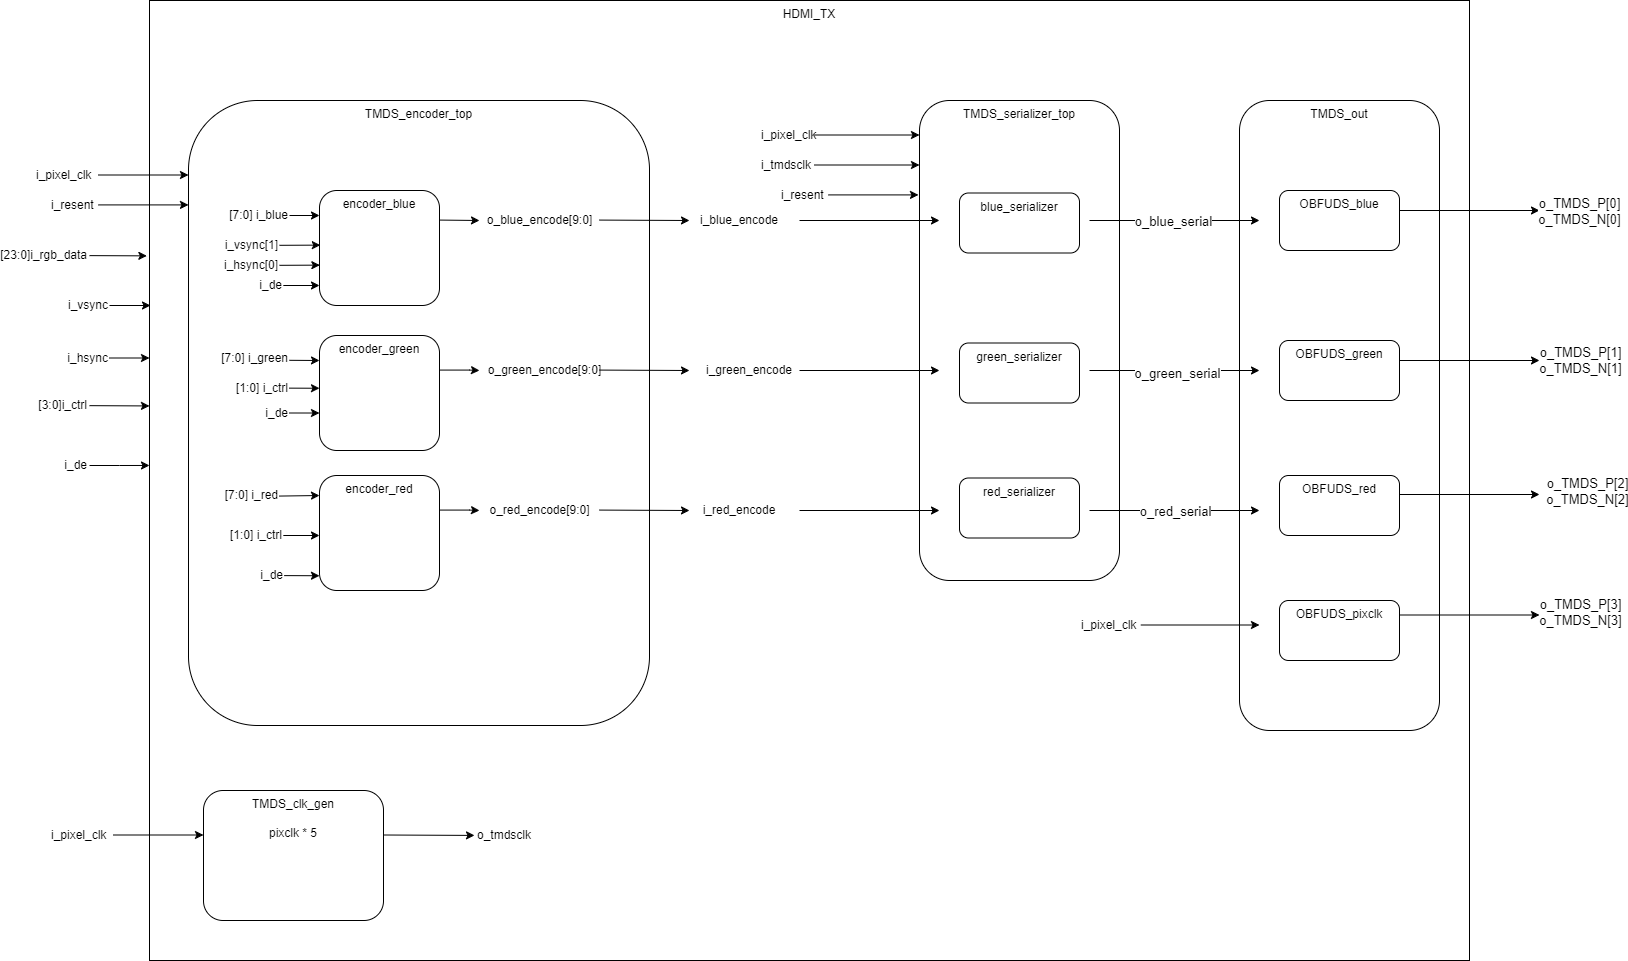 HDMI_TX
TMDS_encoder_top
i_pixel_clk
i_resent
[23:0]i_rgb_data
i_vsync
i_hsync
[3:0]i_ctrl
i_de
encoder_blue
[7:0] i_blue
i_vsync[1]
i_hsync[0]
i_de
o_blue_encode[9:0]
encoder_green
[7:0] i_green
[1:0] i_ctrl
i_de
o_green_encode[9:0]
encoder_red
[7:0] i_red
[1:0] i_ctrl
i_de
o_red_encode[9:0]
TMDS_serializer_top
i_pixel_clk
i_tmdsclk
i_resent
i_blue_encode
blue_serializer
o_blue_serial
i_green_encode
green_serializer
o_green_serial
i_red_encode
red_serializer
o_red_serial
TMDS_out
OBFUDS_blue
o_TMDS_P[0]
o_TMDS_N[0]
OBFUDS_green
o_TMDS_P[1]
o_TMDS_N[1]
OBFUDS_red
o_TMDS_P[2]
o_TMDS_N[2]
i_pixel_clk
OBFUDS_pixclk
o_TMDS_P[3]
o_TMDS_N[3]
TMDS_clk_gen
i_pixel_clk
pixclk * 5
o_tmdsclk